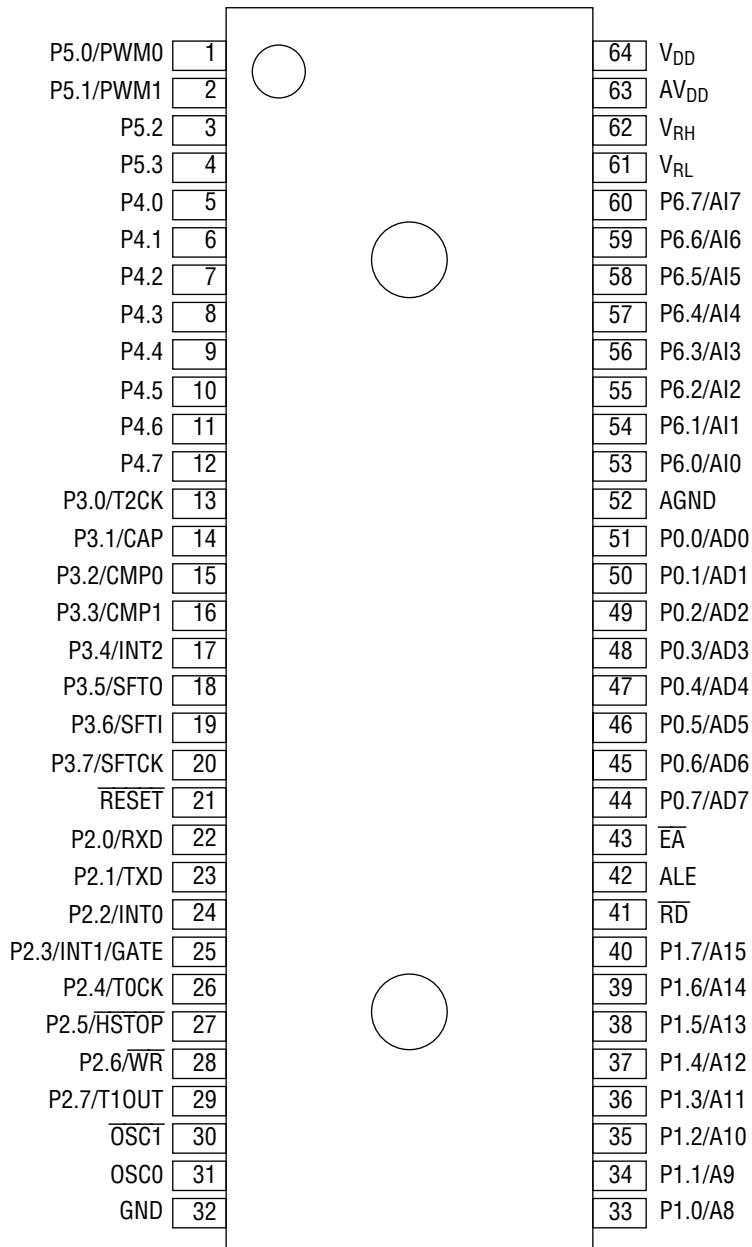 P5.0/PWM0 1 64 VDD
P5.1/PWM1 2 63 AVDD
P5.2 3 62 VRH
P5.3 4 61 VRL
P4.0 5 60 P6.7/AI7
P4.1 6 59 P6.6/AI6
P4.2 7 58 P6.5/AI5
P4.3 8 57 P6.4/AI4
P4.4 9 56 P6.3/AI3
P4.5 10 55 P6.2/AI2
P4.6 11 54 P6.1/AI1
P4.7 12 53 P6.0/AI0
P3.0/T2CK 13 52 AGND
P3.1/CAP 14 51 P0.0/AD0
P3.2/CMP0 15 50 P0.1/AD1
P3.3/CMP1 16 49 P0.2/AD2
P3.4/INT2 17 48 P0.3/AD3
P3.5/SFTO 18 47 P0.4/AD4
P3.6/SFTI 19 46 P0.5/AD5
P3.7/SFTCK 20 45 P0.6/AD6
R̅E̅S̅E̅T̅ 21 44 P0.7/AD7
P2.0/RXD 22 43 E̅A̅
P2.1/TXD 23 42 ALE
P2.2/INT0 24 41 R̅D̅
P2.3/INT1/GATE 25 40 P1.7/A15
P2.4/T0CK 26 39 P1.6/A14
P2.5/H̅S̅T̅O̅P̅ 27 38 P1.5/A13
P2.6/W̅R̅ 28 37 P1.4/A12
P2.7/T1OUT 29 36 P1.3/A11
O̅S̅C̅1̅ 30 35 P1.2/A10
OSC0 31 34 P1.1/A9
GND 32 33 P1.0/A8